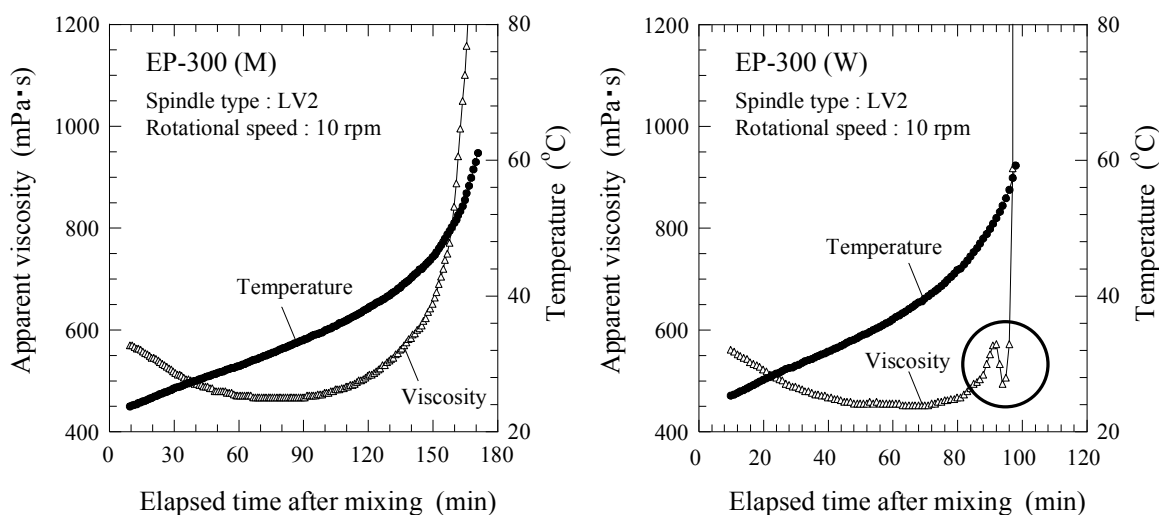 1200
1000
800
600
400
Apparent viscosity (mPa・s)
EP-300 (M)
Spindle type : LV2
Rotational speed : 10 rpm
Temperature
Viscosity
80
60
40
20
Temperature (°C)
0 30 60 90 120 150 180
Elapsed time after mixing (min)
1200
1000
800
600
400
Apparent viscosity (mPa・s)
EP-300 (W)
Spindle type : LV2
Rotational speed : 10 rpm
Temperature
Viscosity
80
60
40
20
Temperature (°C)
0 20 40 60 80 100 120
Elapsed time after mixing (min)